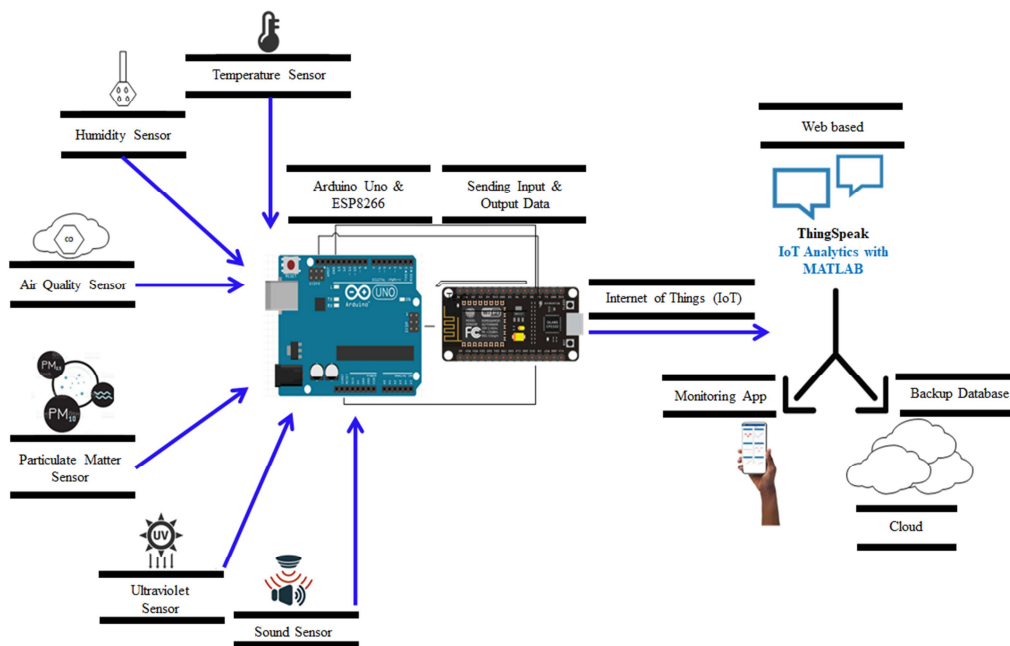 Temperature Sensor
Humidity Sensor
Arduino Uno &
ESP8266
Sending Input &
Output Data
Web based
ThingSpeak
IoT Analytics with
MATLAB
CO
Air Quality Sensor
RESET
UNO
Arduino
Internet of Things (IoT)
PM
PM10
Particulate Matter
Sensor
Monitoring App
Backup Database
Cloud
UV
Ultraviolet
Sensor
Sound Sensor